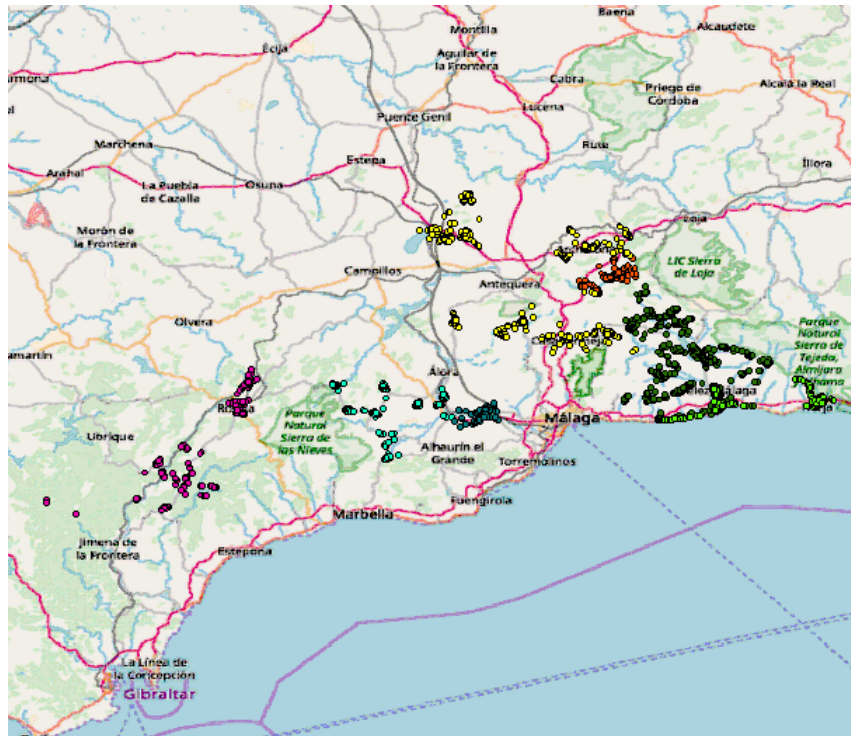 Baena
Montilla
Alcaudete
Écija
Aguilar de
la Frontera
Cabra
Alcalá la Real
Priego de
Córdoba
Lucena
Puente Genil
Marchena
Rute
Estepa
Íllora
Arahal
La Puebla
de Cazalla
Osuna
Morón de
la Frontera
Loja
LIC Sierra
de Loja
Campillos
Antequera
Olvera
Parque
Natural
Sierra de
Tejeda,
Almijara
Álora
Málaga
Parque
Natural
Sierra de
las Nieves
Ubrique
Alhaurín el
Grande
Torremolinos
Fuengirola
Marbella
Jimena de
la Frontera
Estepona
La Línea de
la Concepción
Gibraltar